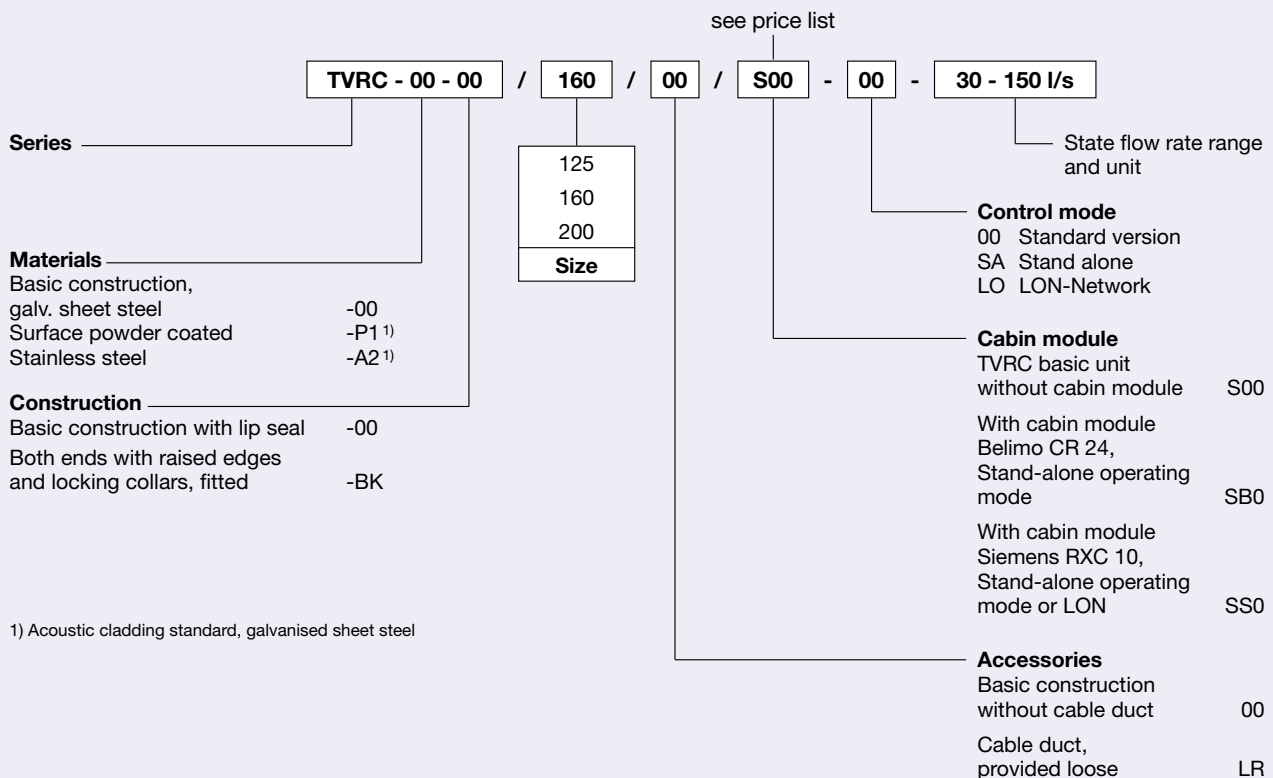 see price list
TVRC - 00 - 00 / 160 / 00 / S00 - 00 - 30 - 150 l/s
Series
125
160
200
Size
State flow rate range
and unit
Materials
Basic construction,
galv. sheet steel -00
Surface powder coated -P1 1)
Stainless steel -A2 1)
Construction
Basic construction with lip seal -00
Both ends with raised edges
and locking collars, fitted -BK
1) Acoustic cladding standard, galvanised sheet steel
Control mode
00 Standard version
SA Stand alone
LO LON-Network
Cabin module
TVRC basic unit
without cabin module S00
With cabin module
Belimo CR 24,
Stand-alone operating
mode SB0
With cabin module
Siemens RXC 10,
Stand-alone operating
mode or LON SS0
Accessories
Basic construction
without cable duct 00
Cable duct,
provided loose LR